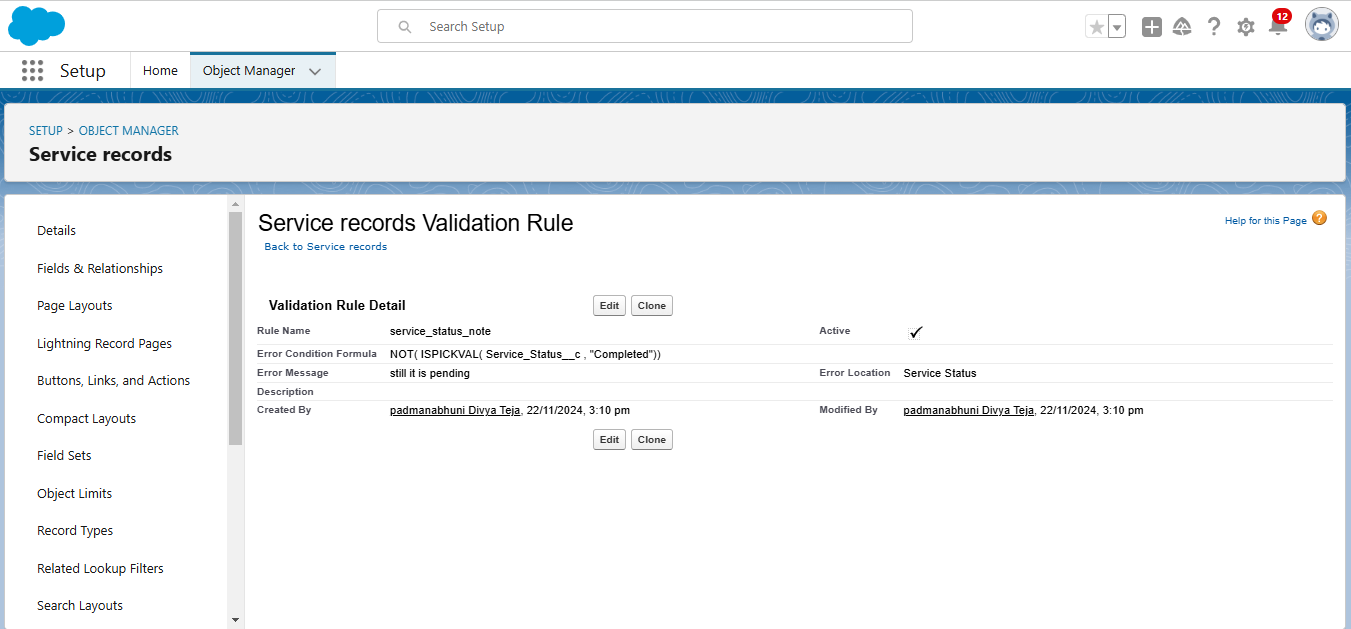 Search Setup
12
Setup
Home
Object Manager
SETUP > OBJECT MANAGER
Service records
Details
Fields & Relationships
Page Layouts
Lightning Record Pages
Buttons, Links, and Actions
Compact Layouts
Field Sets
Object Limits
Record Types
Related Lookup Filters
Search Layouts
Service records Validation Rule
Help for this Page ?
Back to Service records
Validation Rule Detail Edit Clone
Rule Name service_status_note Active
Error Condition Formula NOT( ISPICKVAL( Service_Status__c , "Completed"))
Error Message still it is pending Error Location Service Status
Description
Created By padmanabhuni Divya Teja, 22/11/2024, 3:10 pm Modified By padmanabhuni Divya Teja, 22/11/2024, 3:10 pm
Edit Clone